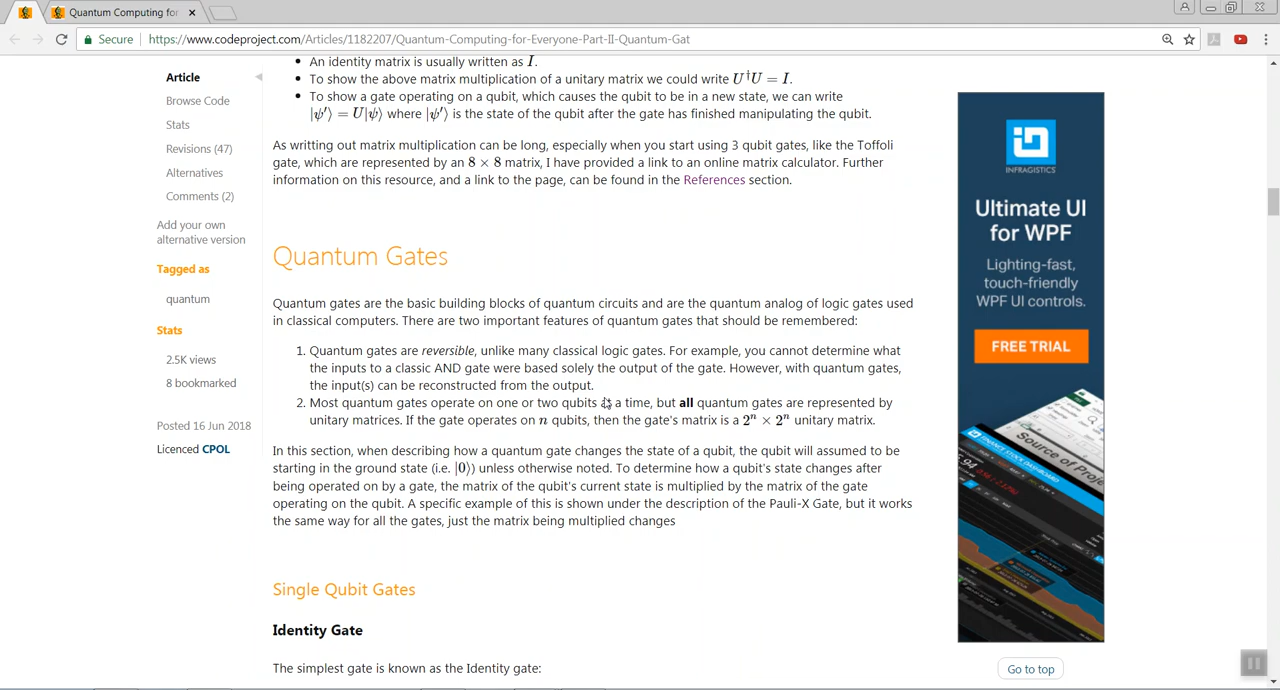 Quantum Computing for
Secure
https://www.codeproject.com/Articles/1182207/Quantum-Computing-for-Everyone-Part-II-Quantum-Gat
Article
Browse Code
Stats
Revisions (47)
Alternatives
Comments (2)
Add your own
alternative version
Tagged as
quantum
Stats
2.5K views
8 bookmarked
Posted 16 Jun 2018
Licenced CPOL
• An identity matrix is usually written as I.
• To show the above matrix multiplication of a unitary matrix we could write U†U = I.
• To show a gate operating on a qubit, which causes the qubit to be in a new state, we can write
|ψ′⟩ = U|ψ⟩ where |ψ′⟩ is the state of the qubit after the gate has finished manipulating the qubit.
As writting out matrix multiplication can be long, especially when you start using 3 qubit gates, like the Toffoli
gate, which are represented by an 8 × 8 matrix, I have provided a link to an online matrix calculator. Further
information on this resource, and a link to the page, can be found in the References section.
Quantum Gates
Quantum gates are the basic building blocks of quantum circuits and are the quantum analog of logic gates used
in classical computers. There are two important features of quantum gates that should be remembered:
1. Quantum gates are reversible, unlike many classical logic gates. For example, you cannot determine what
the inputs to a classic AND gate were based solely the output of the gate. However, with quantum gates,
the input(s) can be reconstructed from the output.
2. Most quantum gates operate on one or two qubits at a time, but all quantum gates are represented by
unitary matrices. If the gate operates on n qubits, then the gate's matrix is a 2ⁿ × 2ⁿ unitary matrix.
In this section, when describing how a quantum gate changes the state of a qubit, the qubit will assumed to be
starting in the ground state (i.e. |0⟩) unless otherwise noted. To determine how a qubit's state changes after
being operated on by a gate, the matrix of the qubit's current state is multiplied by the matrix of the gate
operating on the qubit. A specific example of this is shown under the description of the Pauli-X Gate, but it works
the same way for all the gates, just the matrix being multiplied changes
Single Qubit Gates
Identity Gate
The simplest gate is known as the Identity gate:
INFRAGISTICS
Ultimate UI
for WPF
Lighting-fast,
touch-friendly
WPF UI controls.
FREE TRIAL
Go to top